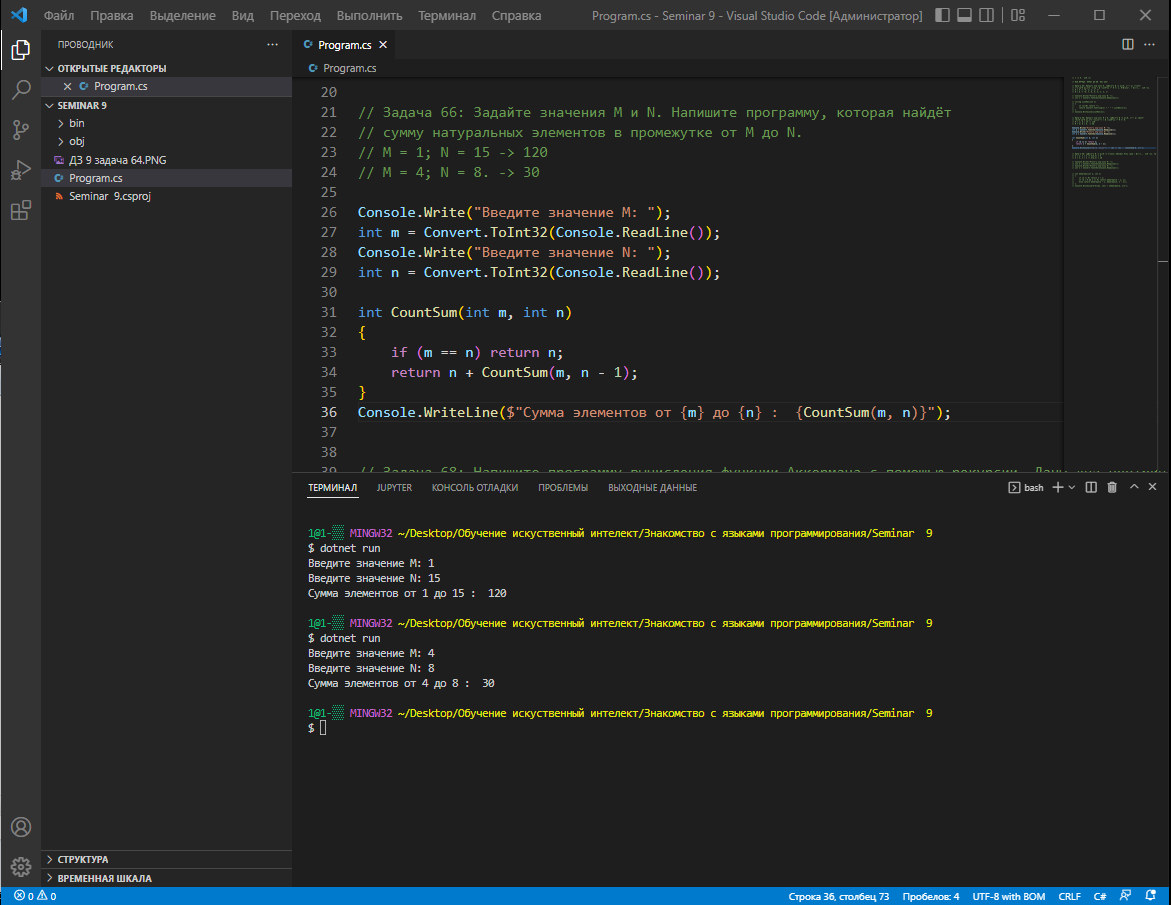 Файл Правка Выделение Вид Переход Выполнить Терминал Справка Program.cs - Seminar 9 - Visual Studio Code [Администратор]
ПРОВОДНИК
ОТКРЫТЫЕ РЕДАКТОРЫ
Program.cs
SEMINAR 9
bin
obj
ДЗ 9 задача 64.PNG
Program.cs
Seminar 9.csproj
СТРУКТУРА
ВРЕМЕННАЯ ШКАЛА
Program.cs
Program.cs
20
21 // Задача 66: Задайте значения M и N. Напишите программу, которая найдёт
22 // сумму натуральных элементов в промежутке от M до N.
23 // M = 1; N = 15 -> 120
24 // M = 4; N = 8. -> 30
25
26 Console.Write("Введите значение M: ");
27 int m = Convert.ToInt32(Console.ReadLine());
28 Console.Write("Введите значение N: ");
29 int n = Convert.ToInt32(Console.ReadLine());
30
31 int CountSum(int m, int n)
32 {
33     if (m == n) return n;
34     return n + CountSum(m, n - 1);
35 }
36 Console.WriteLine($"Сумма элементов от {m} до {n} :  {CountSum(m, n)}");
37
38
39 // Задача 68: Напишите программу вычисления функции Аккермана с помощью рекурсии.
ТЕРМИНАЛ JUPYTER КОНСОЛЬ ОТЛАДКИ ПРОБЛЕМЫ ВЫХОДНЫЕ ДАННЫЕ bash
1@1-░░ MINGW32 ~/Desktop/Обучение искуственный интелект/Знакомство с языками программирования/Seminar  9
$ dotnet run
Введите значение M: 1
Введите значение N: 15
Сумма элементов от 1 до 15 :  120
1@1-░░ MINGW32 ~/Desktop/Обучение искуственный интелект/Знакомство с языками программирования/Seminar  9
$ dotnet run
Введите значение M: 4
Введите значение N: 8
Сумма элементов от 4 до 8 :  30
1@1-░░ MINGW32 ~/Desktop/Обучение искуственный интелект/Знакомство с языками программирования/Seminar  9
$
0 0 Строка 36, столбец 73 Пробелов: 4 UTF-8 with BOM CRLF C#